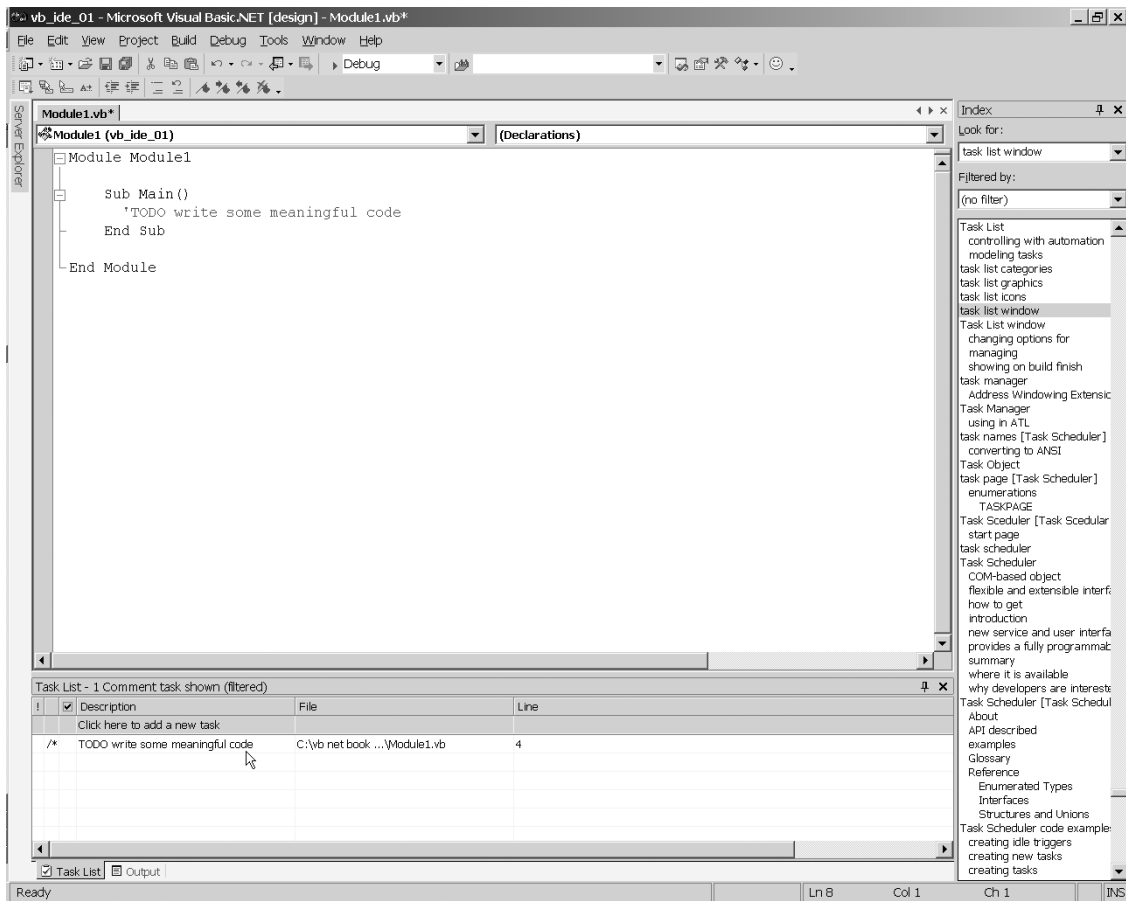 vb_ide_01 - Microsoft Visual Basic.NET [design] - Module1.vb*
File Edit View Project Build Debug Tools Window Help
Debug
Server Explorer
Module1.vb*
Module1 (vb_ide_01)
(Declarations)
Module Module1
Sub Main()
'TODO write some meaningful code
End Sub
End Module
Task List - 1 Comment task shown (filtered)
! Description File Line
Click here to add a new task
/* TODO write some meaningful code C:\vb net book ...\Module1.vb 4
Task List Output
Index
Look for:
task list window
Filtered by:
(no filter)
Task List
controlling with automation
modeling tasks
task list categories
task list graphics
task list icons
task list window
Task List window
changing options for
managing
showing on build finish
task manager
Address Windowing Extensic
Task Manager
using in ATL
task names [Task Scheduler]
converting to ANSI
Task Object
task page [Task Scheduler]
enumerations
TASKPAGE
Task Sceduler [Task Scedular
start page
task scheduler
Task Scheduler
COM-based object
flexible and extensible interfa
how to get
introduction
new service and user interfa
provides a fully programmab
summary
where it is available
why developers are intereste
Task Scheduler [Task Schedul
About
API described
examples
Glossary
Reference
Enumerated Types
Interfaces
Structures and Unions
Task Scheduler code example:
creating idle triggers
creating new tasks
creating tasks
Ready Ln 8 Col 1 Ch 1 INS